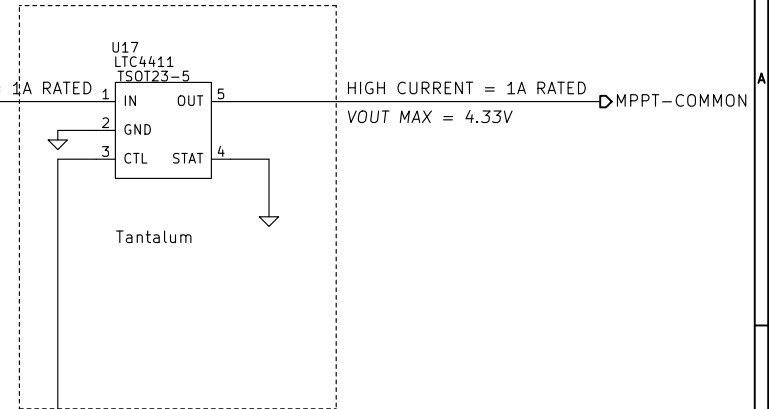 U17
LTC4411
TSOT23-5
= 1A RATED
1 IN OUT 5
2 GND
3 CTL STAT 4
HIGH CURRENT = 1A RATED
MPPT-COMMON
VOUT MAX = 4.33V
Tantalum
A